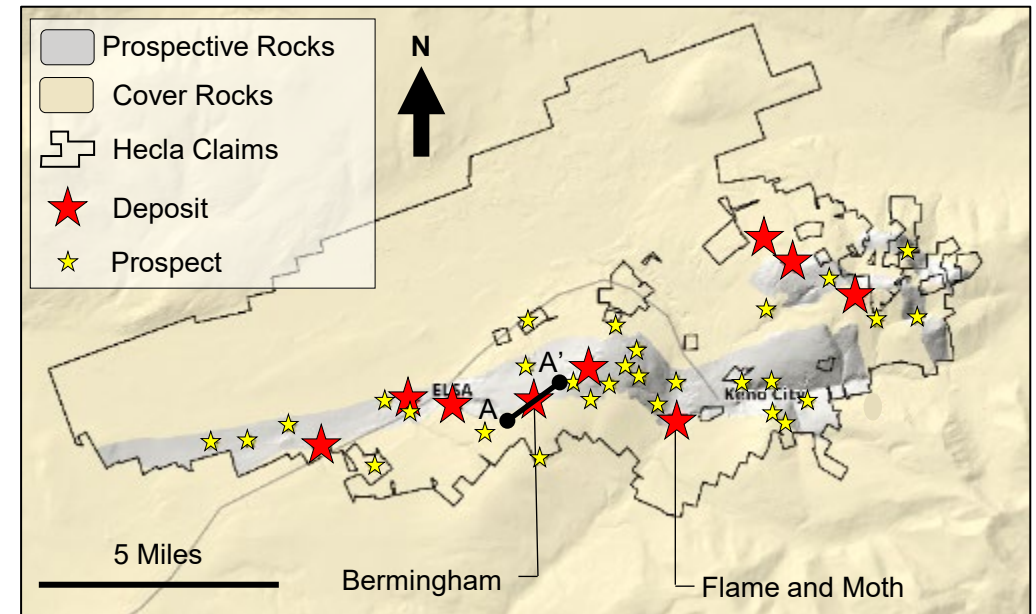 Prospective Rocks
Cover Rocks
Hecla Claims
Deposit
Prospect
N
A’
ELSA
A
Keno City
5 Miles
Bermingham
Flame and Moth